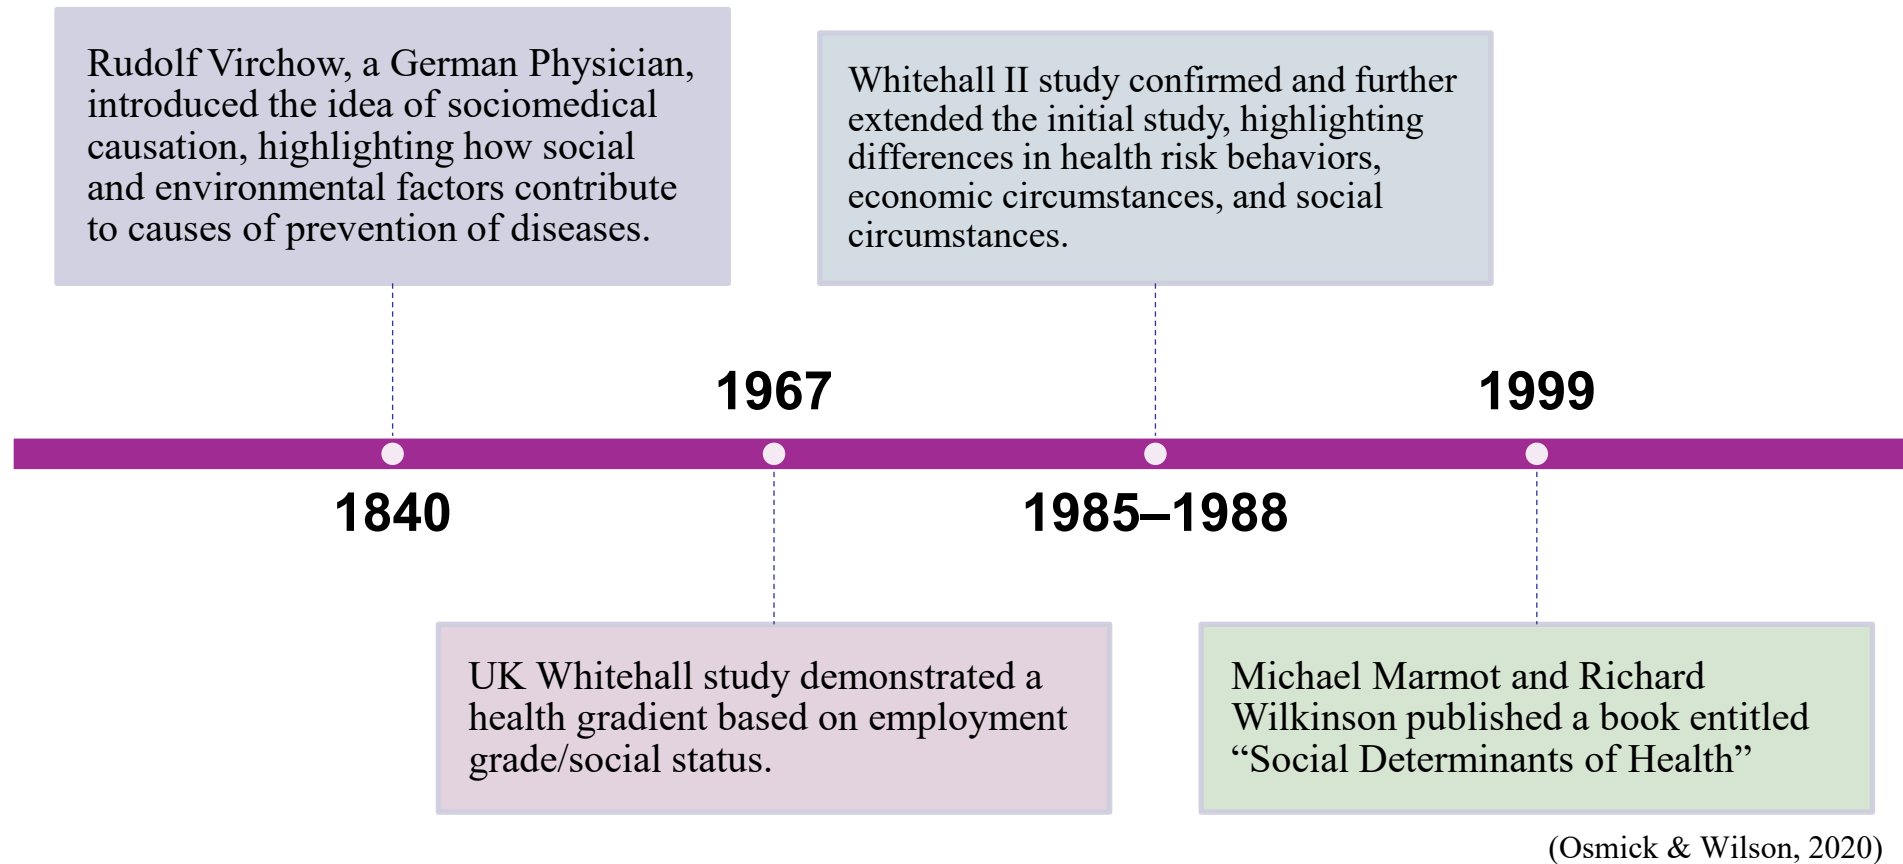 Rudolf Virchow, a German Physician,
introduced the idea of sociomedical
causation, highlighting how social
and environmental factors contribute
to causes of prevention of diseases.
Whitehall II study confirmed and further
extended the initial study, highlighting
differences in health risk behaviors,
economic circumstances, and social
circumstances.
1967
1999
1840
1985–1988
UK Whitehall study demonstrated a
health gradient based on employment
grade/social status.
Michael Marmot and Richard
Wilkinson published a book entitled
“Social Determinants of Health”
(Osmick & Wilson, 2020)